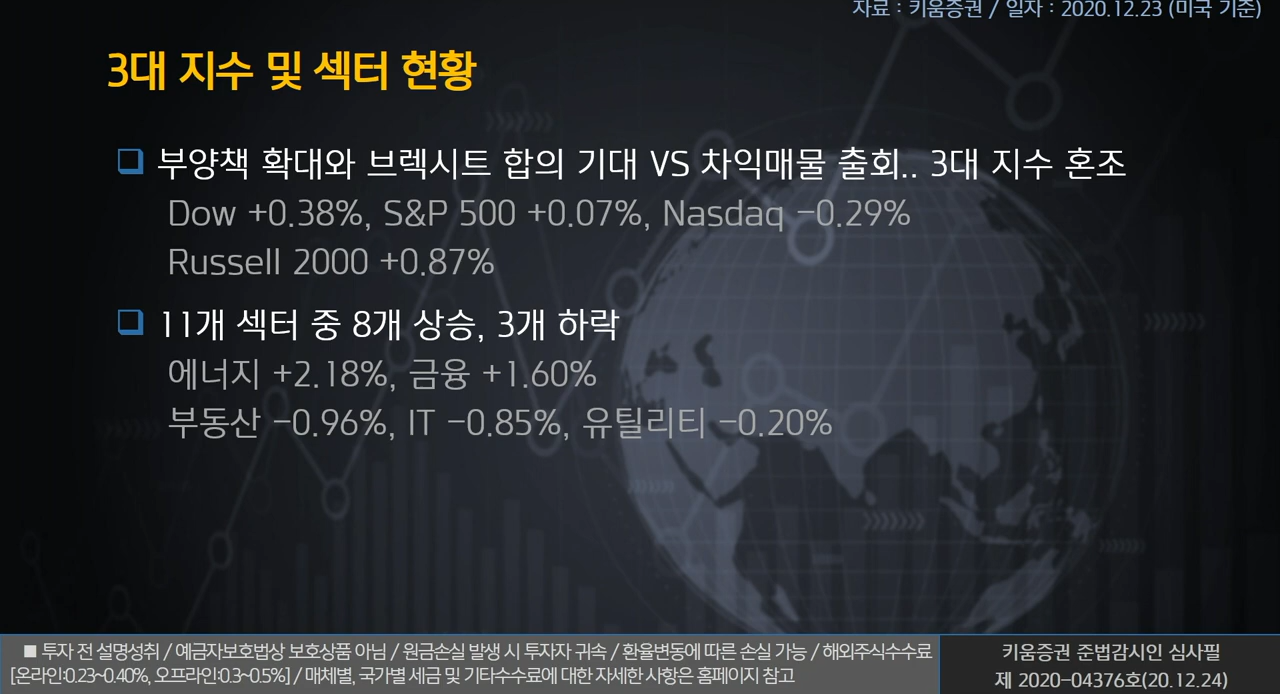 자료 : 키움증권 / 일자 : 2020.12.23 (미국 기준)
3대 지수 및 섹터 현황
❑ 부양책 확대와 브렉시트 합의 기대 VS 차익매물 출회.. 3대 지수 혼조
Dow +0.38%, S&P 500 +0.07%, Nasdaq -0.29%
Russell 2000 +0.87%
❑ 11개 섹터 중 8개 상승, 3개 하락
에너지 +2.18%, 금융 +1.60%
부동산 -0.96%, IT -0.85%, 유틸리티 -0.20%
■ 투자 전 설명성취 / 예금자보호법상 보호상품 아님 / 원금손실 발생 시 투자자 귀속 / 환율변동에 따른 손실 가능 / 해외주식수수료
[온라인:0.23~0.40%, 오프라인:0.3~0.5%] / 매체별, 국가별 세금 및 기타수수료에 대한 자세한 사항은 홈페이지 참고
키움증권 준법감시인 심사필
제 2020-04376호(20.12.24)